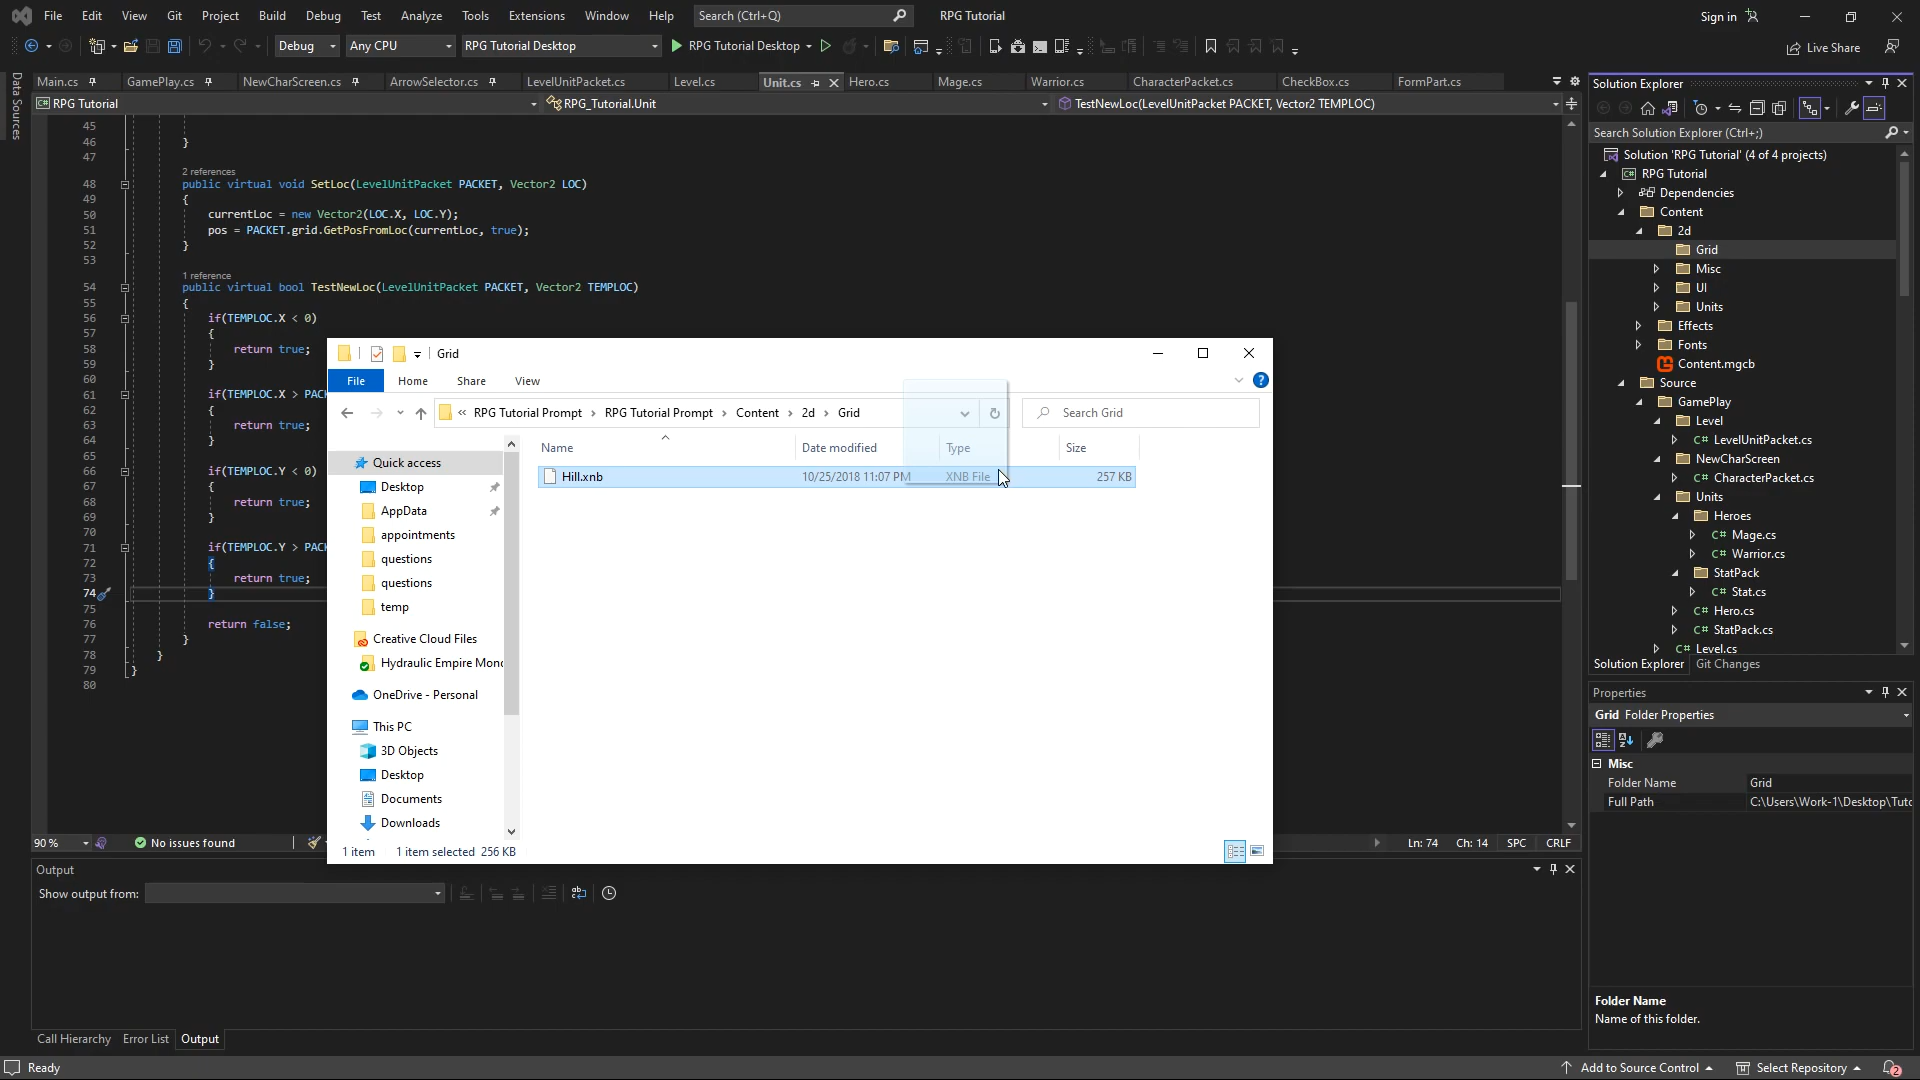 File Edit View Git Project Build Debug Test Analyze Tools Extensions Window Help Search (Ctrl+Q) RPG Tutorial Sign in
Debug Any CPU RPG Tutorial Desktop RPG Tutorial Desktop Live Share
Data Sources
Main.cs GamePlay.cs NewCharScreen.cs ArrowSelector.cs LevelUnitPacket.cs Level.cs Unit.cs Hero.cs Mage.cs Warrior.cs CharacterPacket.cs CheckBox.cs FormPart.cs
RPG Tutorial RPG_Tutorial.Unit TestNewLoc(LevelUnitPacket PACKET, Vector2 TEMPLOC)
45
46 }
47
2 references
48 public virtual void SetLoc(LevelUnitPacket PACKET, Vector2 LOC)
49 {
50 currentLoc = new Vector2(LOC.X, LOC.Y);
51 pos = PACKET.grid.GetPosFromLoc(currentLoc, true);
52 }
53
1 reference
54 public virtual bool TestNewLoc(LevelUnitPacket PACKET, Vector2 TEMPLOC)
55 {
56 if(TEMPLOC.X < 0)
57 {
58 return true;
59 }
60
61 if(TEMPLOC.X > PACK
62 {
63 return true;
64 }
65
66 if(TEMPLOC.Y < 0)
67 {
68 return true;
69 }
70
71 if(TEMPLOC.Y > PACK
72 {
73 return true;
74 }
75
76 return false;
77 }
78 }
79 }
80
90 % No issues found Ln: 74 Ch: 14 SPC CRLF
Grid
File Home Share View
« RPG Tutorial Prompt › RPG Tutorial Prompt › Content › 2d › Grid Search Grid
Name Date modified Type Size
Hill.xnb 10/25/2018 11:07 PM XNB File 257 KB
Quick access
Desktop
AppData
appointments
questions
questions
temp
Creative Cloud Files
Hydraulic Empire Mono
OneDrive - Personal
This PC
3D Objects
Desktop
Documents
Downloads
1 item 1 item selected 256 KB
Output
Show output from:
Call Hierarchy Error List Output
Solution Explorer
Search Solution Explorer (Ctrl+;)
Solution 'RPG Tutorial' (4 of 4 projects)
C# RPG Tutorial
Dependencies
Content
2d
Grid
Misc
UI
Units
Effects
Fonts
Content.mgcb
Source
GamePlay
Level
C# LevelUnitPacket.cs
NewCharScreen
C# CharacterPacket.cs
Units
Heroes
C# Mage.cs
C# Warrior.cs
StatPack
C# Stat.cs
C# Hero.cs
C# StatPack.cs
C# Level.cs
Solution Explorer Git Changes
Properties
Grid Folder Properties
Misc
Folder Name Grid
Full Path C:\Users\Work-1\Desktop\Tuto
Folder Name
Name of this folder.
Ready Add to Source Control Select Repository 2